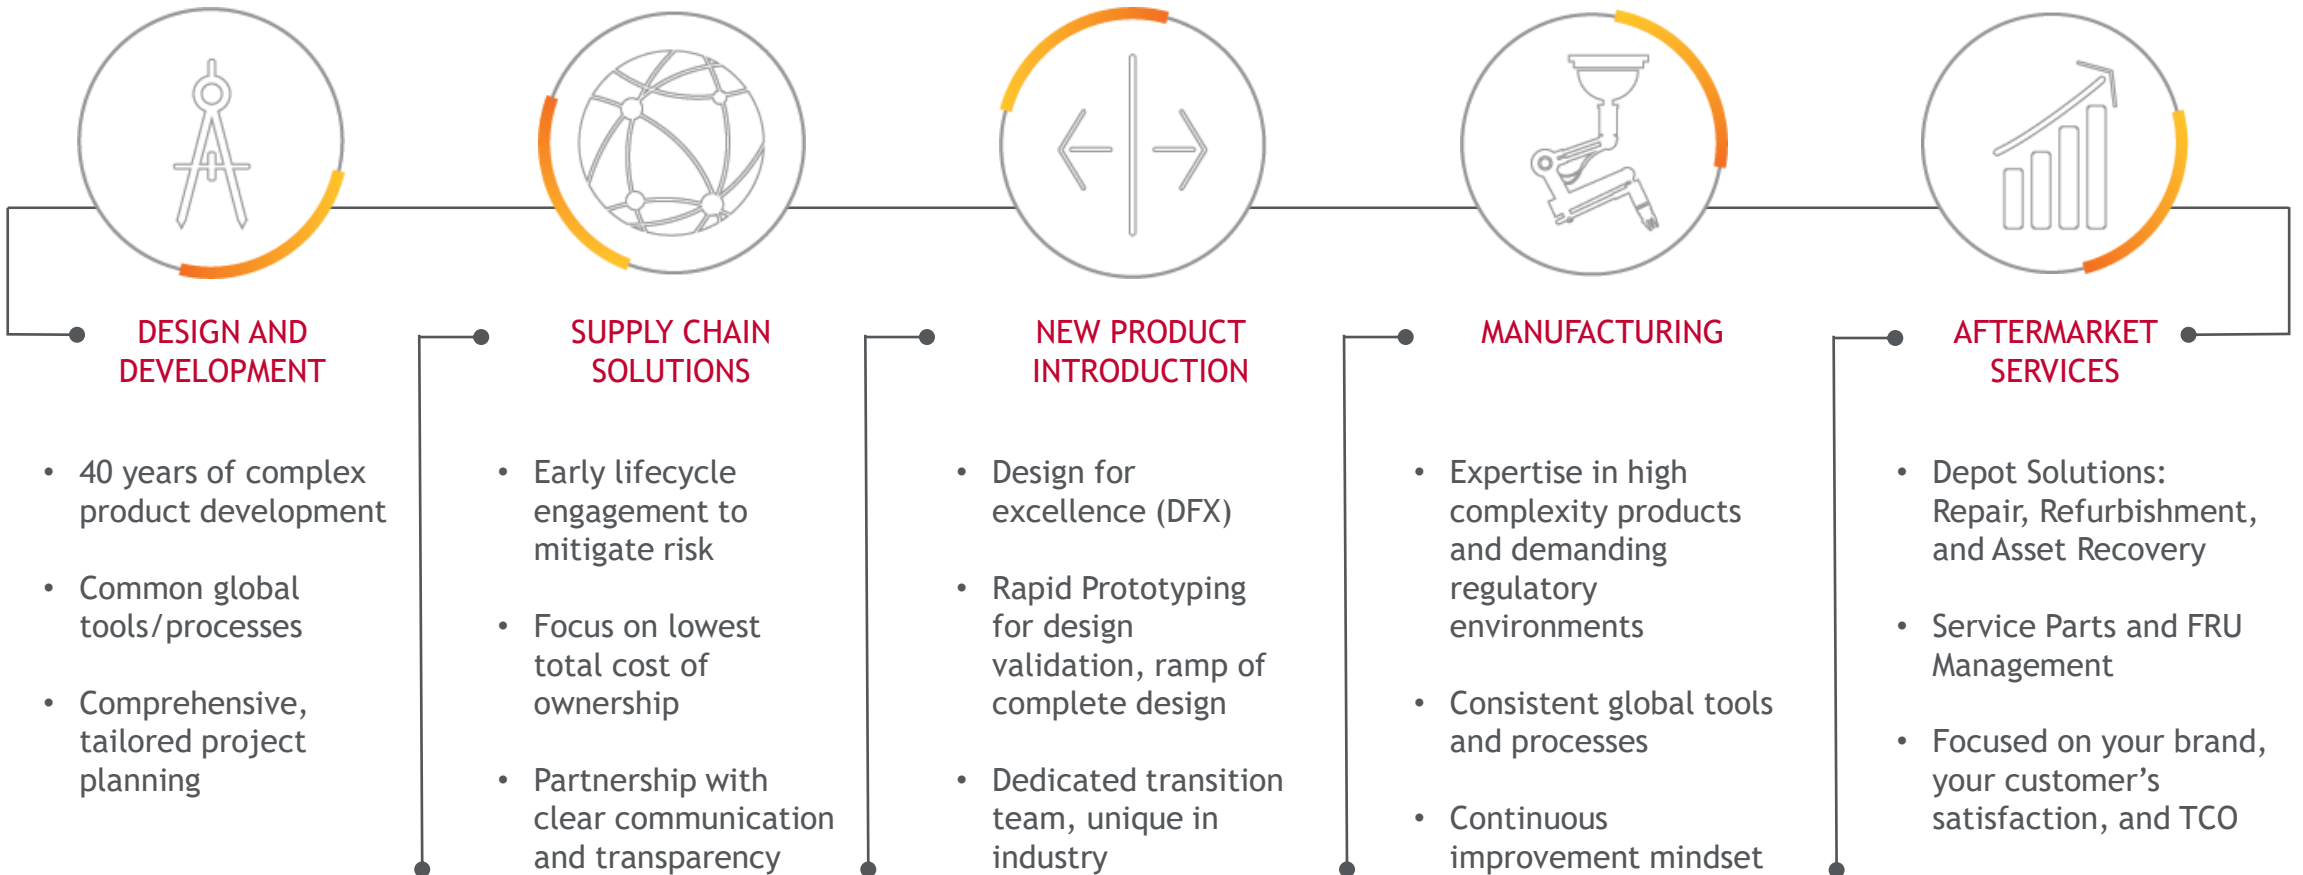 DESIGN AND
DEVELOPMENT
• 40 years of complex
product development
• Common global
tools/processes
• Comprehensive,
tailored project
planning
SUPPLY CHAIN
SOLUTIONS
• Early lifecycle
engagement to
mitigate risk
• Focus on lowest
total cost of
ownership
• Partnership with
clear communication
and transparency
NEW PRODUCT
INTRODUCTION
• Design for
excellence (DFX)
• Rapid Prototyping
for design
validation, ramp of
complete design
• Dedicated transition
team, unique in
industry
MANUFACTURING
• Expertise in high
complexity products
and demanding
regulatory
environments
• Consistent global tools
and processes
• Continuous
improvement mindset
AFTERMARKET
SERVICES
• Depot Solutions:
Repair, Refurbishment,
and Asset Recovery
• Service Parts and FRU
Management
• Focused on your brand,
your customer’s
satisfaction, and TCO